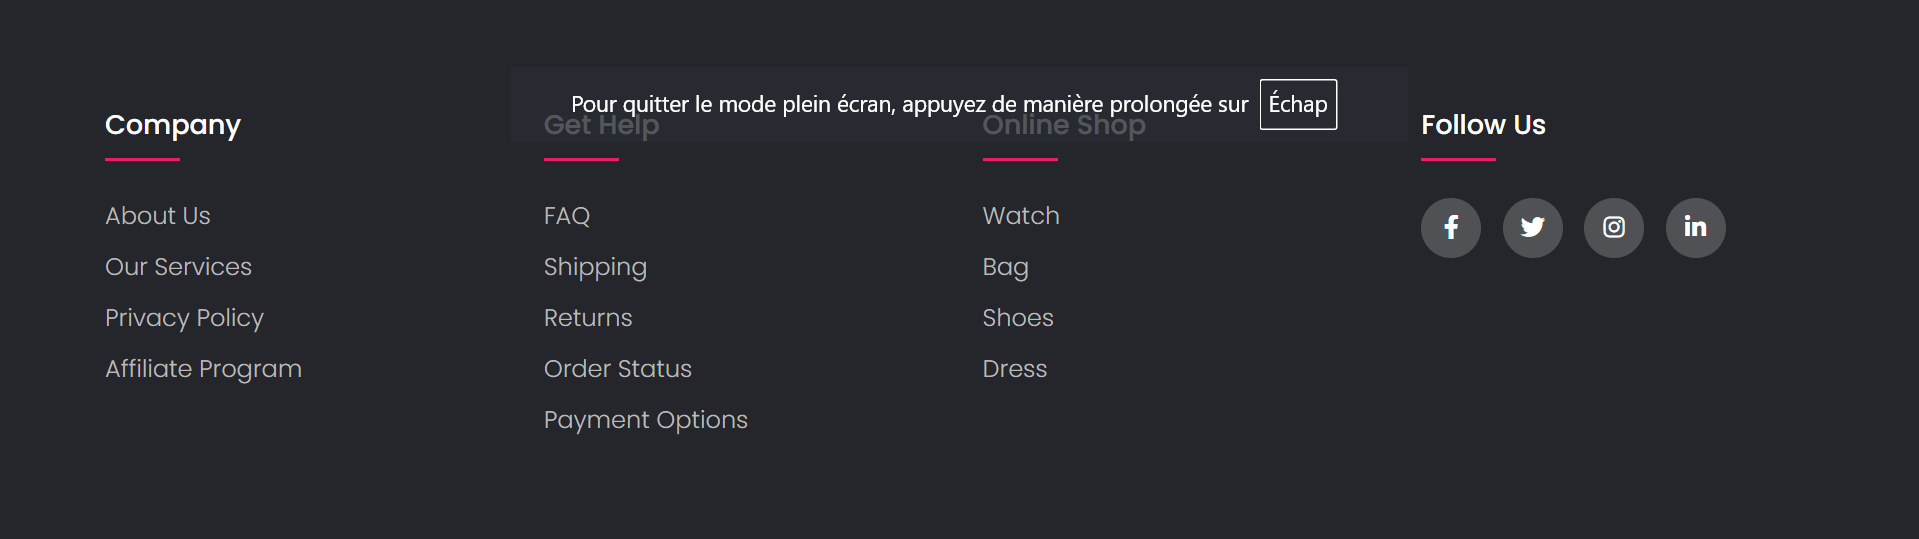 Pour quitter le mode plein écran, appuyez de manière prolongée sur Échap
Company
About Us
Our Services
Privacy Policy
Affiliate Program
Get Help
FAQ
Shipping
Returns
Order Status
Payment Options
Online Shop
Watch
Bag
Shoes
Dress
Follow Us